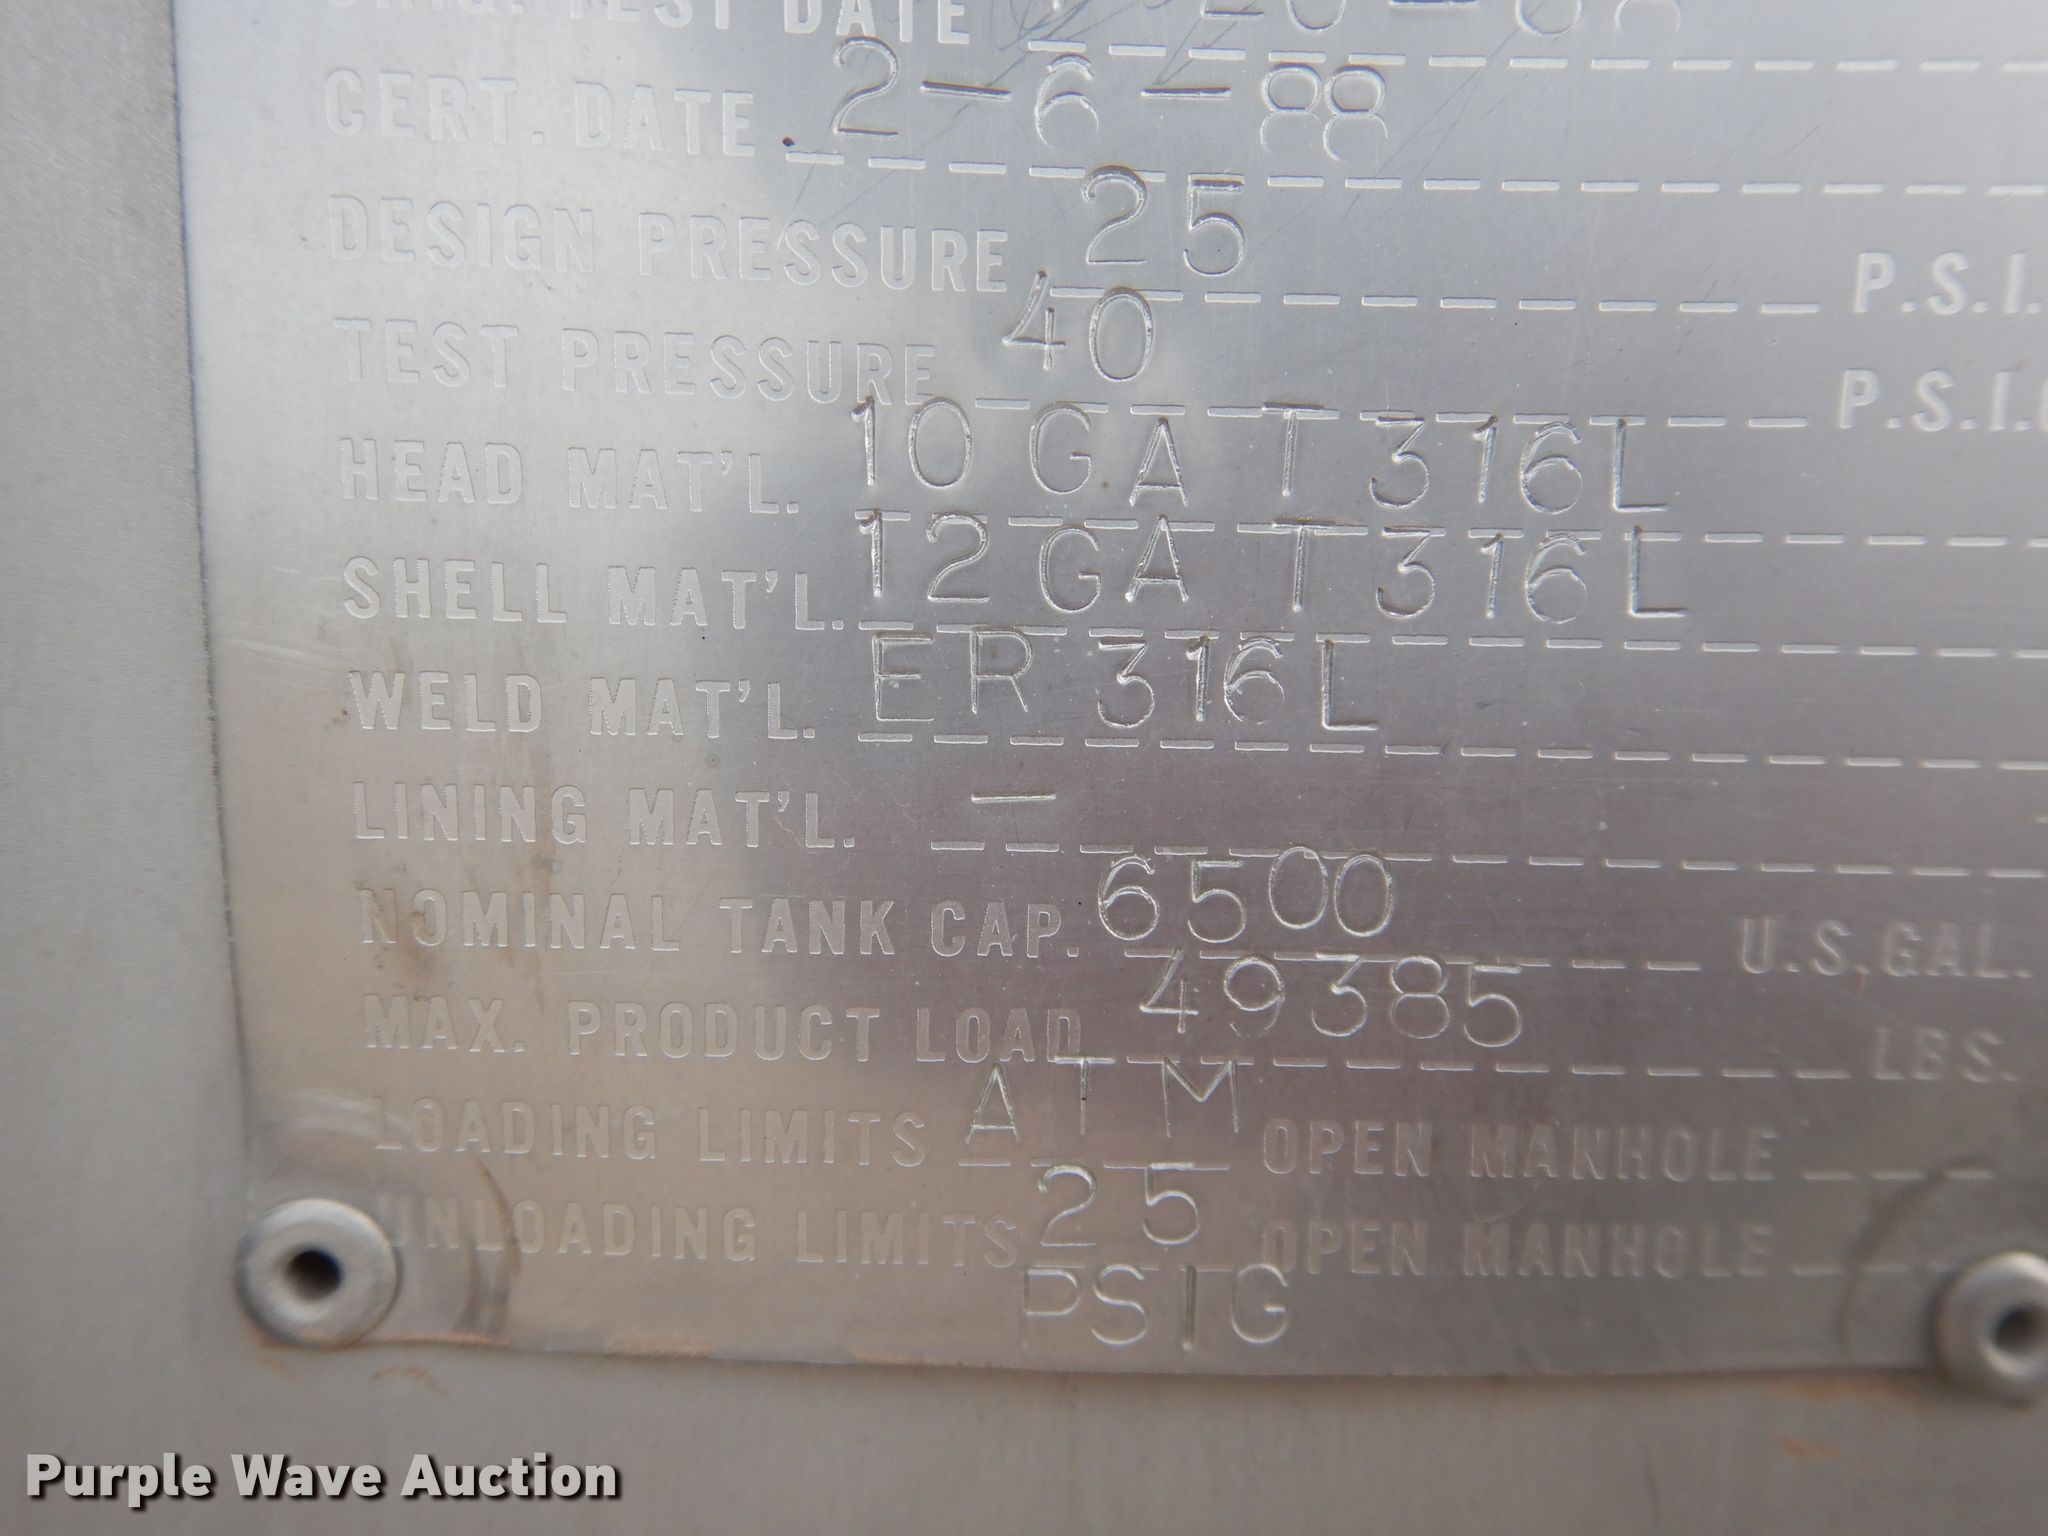 TEST DATE
CERT. DATE 2-6-88
DESIGN PRESSURE 25 P.S.I.
TEST PRESSURE 40 P.S.I.
HEAD MAT'L. 10 GA T 316L
SHELL MAT'L. 12 GA T 316L
WELD MAT'L. ER 316L
LINING MAT'L. -
NOMINAL TANK CAP. 6500 U.S. GAL.
MAX. PRODUCT LOAD 49385 LBS.
LOADING LIMITS ATM OPEN MANHOLE
UNLOADING LIMITS 25 OPEN MANHOLE
PSIG
Purple Wave Auction